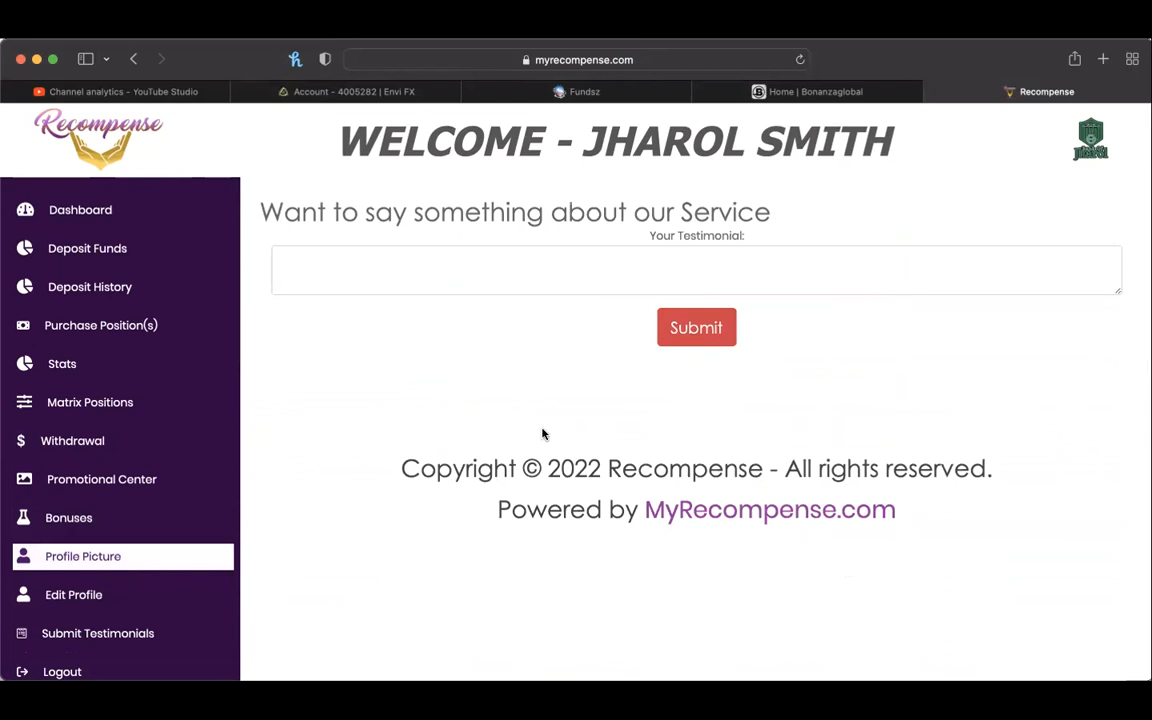 myrecompense.com
Channel analytics - YouTube Studio
Account - 4005282 | Envi FX
Fundsz
Home | Bonanzaglobal
Recompense
Recompense
WELCOME - JHAROL SMITH
Dashboard
Deposit Funds
Deposit History
Purchase Position(s)
Stats
Matrix Positions
Withdrawal
Promotional Center
Bonuses
Profile Picture
Edit Profile
Submit Testimonials
Logout
Want to say something about our Service
Your Testimonial:
Submit
Copyright © 2022 Recompense - All rights reserved.
Powered by MyRecompense.com